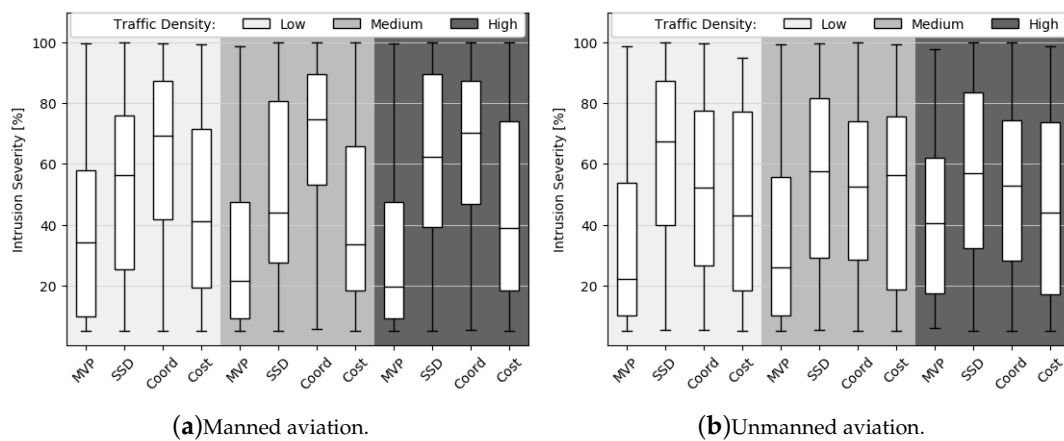 Traffic Density: Low Medium High
Intrusion Severity [%]
100
80
60
40
20
MVP SSD Coord Cost MVP SSD Coord Cost MVP SSD Coord Cost
(a)Manned aviation.
Traffic Density: Low Medium High
Intrusion Severity [%]
100
80
60
40
20
MVP SSD Coord Cost MVP SSD Coord Cost MVP SSD Coord Cost
(b)Unmanned aviation.